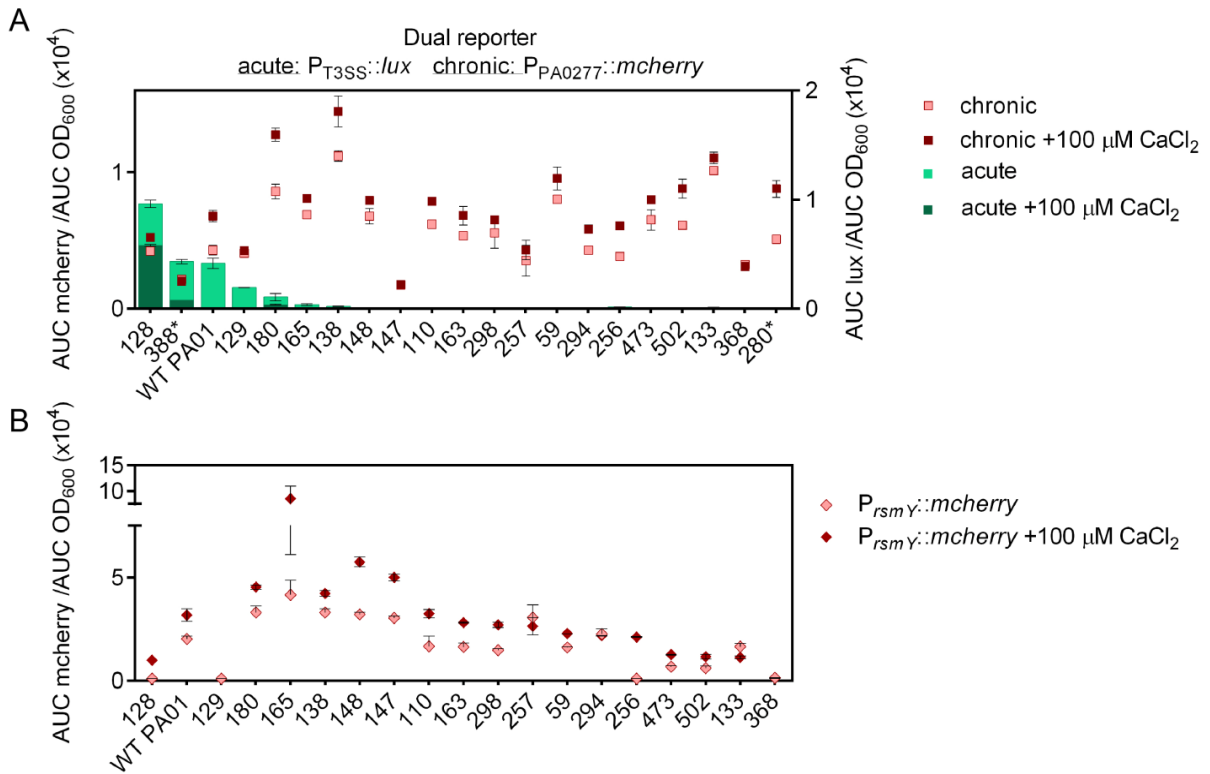 A
Dual reporter
acute: P_T3SS::lux chronic: P_PA0277::mcherry
AUC mcherry /AUC OD₆₀₀ (x10⁴)
1
0
2
1
0
AUC lux /AUC OD₆₀₀ (x10⁴)
128 388* WT PA01 129 180 165 138 148 147 110 163 298 257 59 294 256 473 502 133 368 280*
chronic
chronic +100 µM CaCl₂
acute
acute +100 µM CaCl₂
B
AUC mcherry /AUC OD₆₀₀ (x10⁴)
15
10
5
0
128 WT PA01 129 180 165 138 148 147 110 163 298 257 59 294 256 473 502 133 368
P_rsmY::mcherry
P_rsmY::mcherry +100 µM CaCl₂